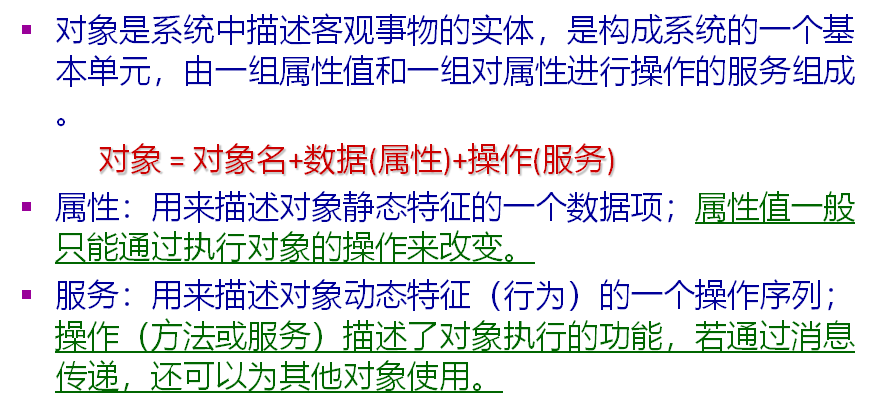 ▪ 对象是系统中描述客观事物的实体，是构成系统的一个基
本单元，由一组属性值和一组对属性进行操作的服务组成
。
对象 = 对象名+数据(属性)+操作(服务)
▪ 属性：用来描述对象静态特征的一个数据项；属性值一般
只能通过执行对象的操作来改变。
▪ 服务：用来描述对象动态特征（行为）的一个操作序列；
操作（方法或服务）描述了对象执行的功能，若通过消息
传递，还可以为其他对象使用。